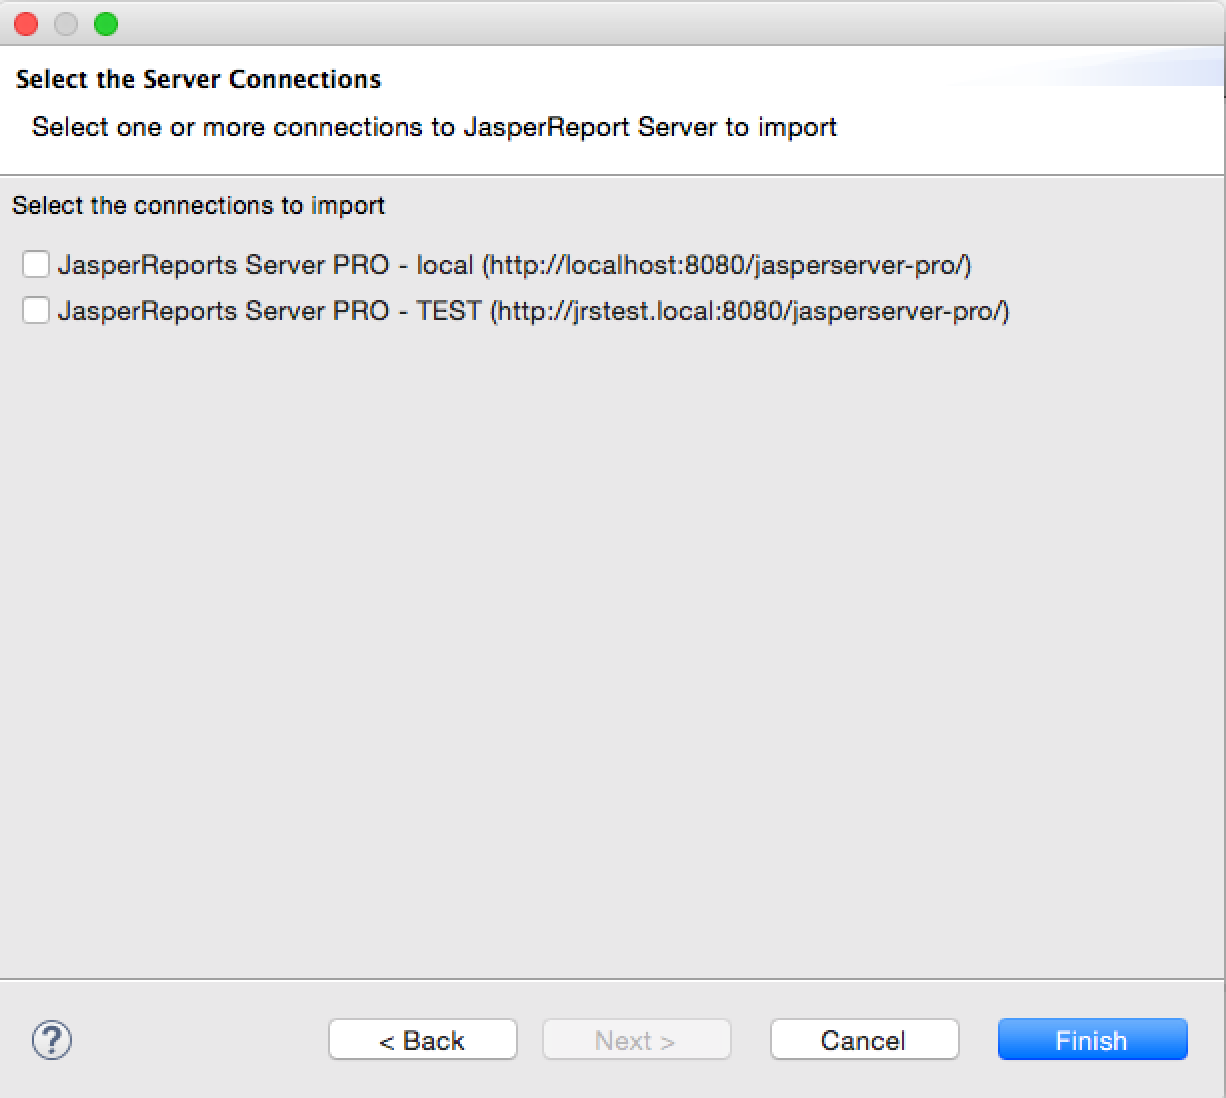 Select the Server Connections
Select one or more connections to JasperReport Server to import
Select the connections to import
JasperReports Server PRO - local (http://localhost:8080/jasperserver-pro/)
JasperReports Server PRO - TEST (http://jrstest.local:8080/jasperserver-pro/)
? < Back Next > Cancel Finish